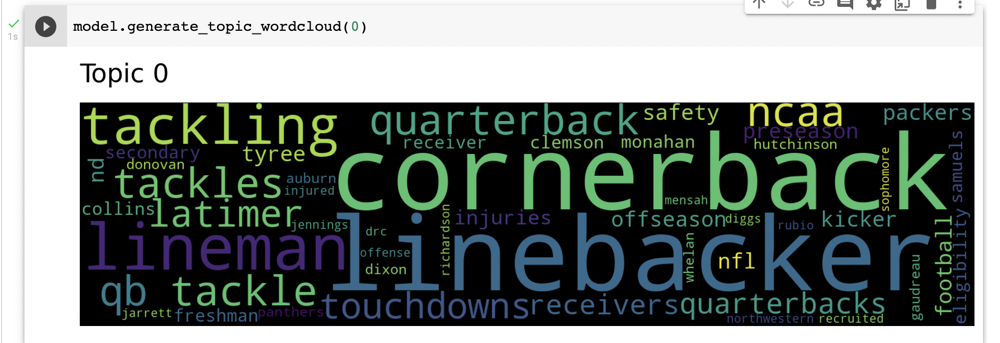 model.generate_topic_wordcloud(0)
1s
Topic 0
tackling
quarterback
safety
ncaa
packers
preseason
receiver
clemson
monahan
hutchinson
secondary
tyree
cornerback
samuels
nd
donovan
sophomore
tackles
auburn
injured
mensah
collins
latimer
jennings
richardson
injuries
offseason
diggs
rubio
kicker
lineman
drc
linebacker
offense
dixon
whelan
nfl
football
eligibility
gaudreau
qb
tackle
touchdowns
receivers
quarterbacks
jarrett
freshman
panthers
northwestern
recruited